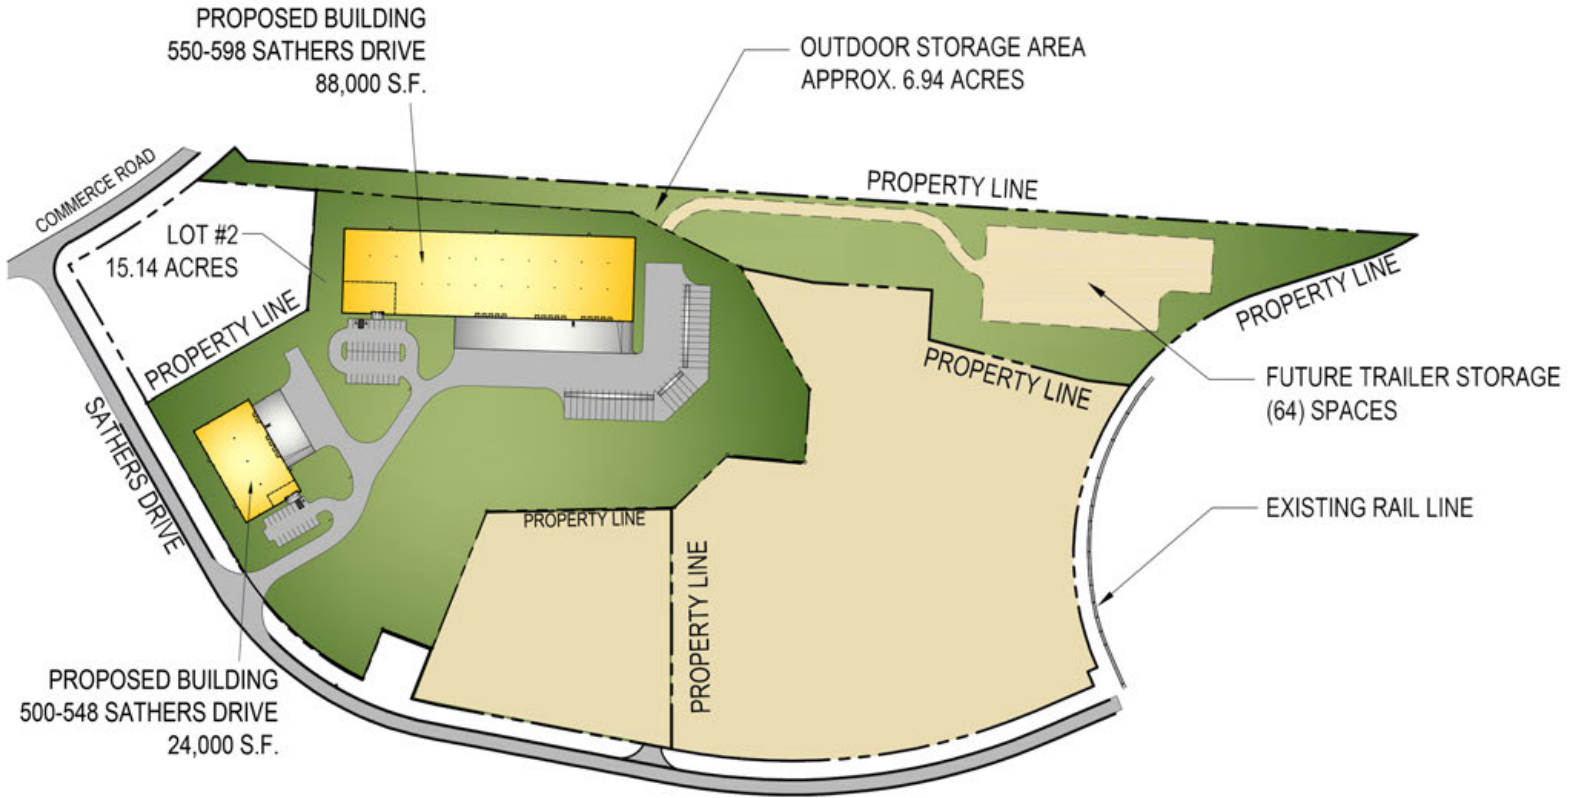 PROPOSED BUILDING
550-598 SATHERS DRIVE
88,000 S.F.
OUTDOOR STORAGE AREA
APPROX. 6.94 ACRES
COMMERCE ROAD
PROPERTY LINE
LOT #2
15.14 ACRES
PROPERTY LINE
PROPERTY LINE
PROPERTY LINE
FUTURE TRAILER STORAGE
(64) SPACES
SATHERS DRIVE
EXISTING RAIL LINE
PROPERTY LINE
PROPERTY LINE
PROPOSED BUILDING
500-548 SATHERS DRIVE
24,000 S.F.